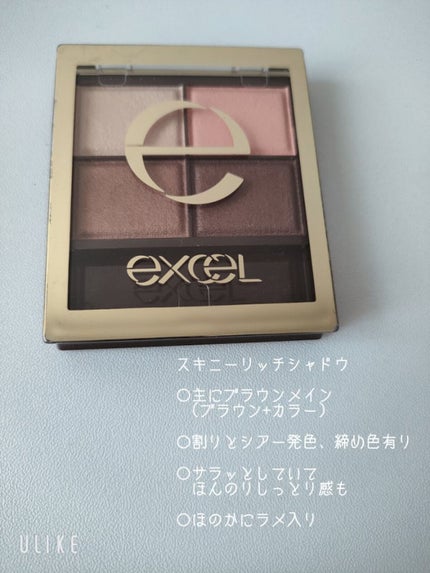 e
excel
スキニーリッチシャドウ
○主にブラウンメイン
(ブラウン+カラー)
○割りとシアー発色、締め色有り
○サラッとしていて
ほんのりしっとり感も
○ほのかにラメ入り
ULIKE